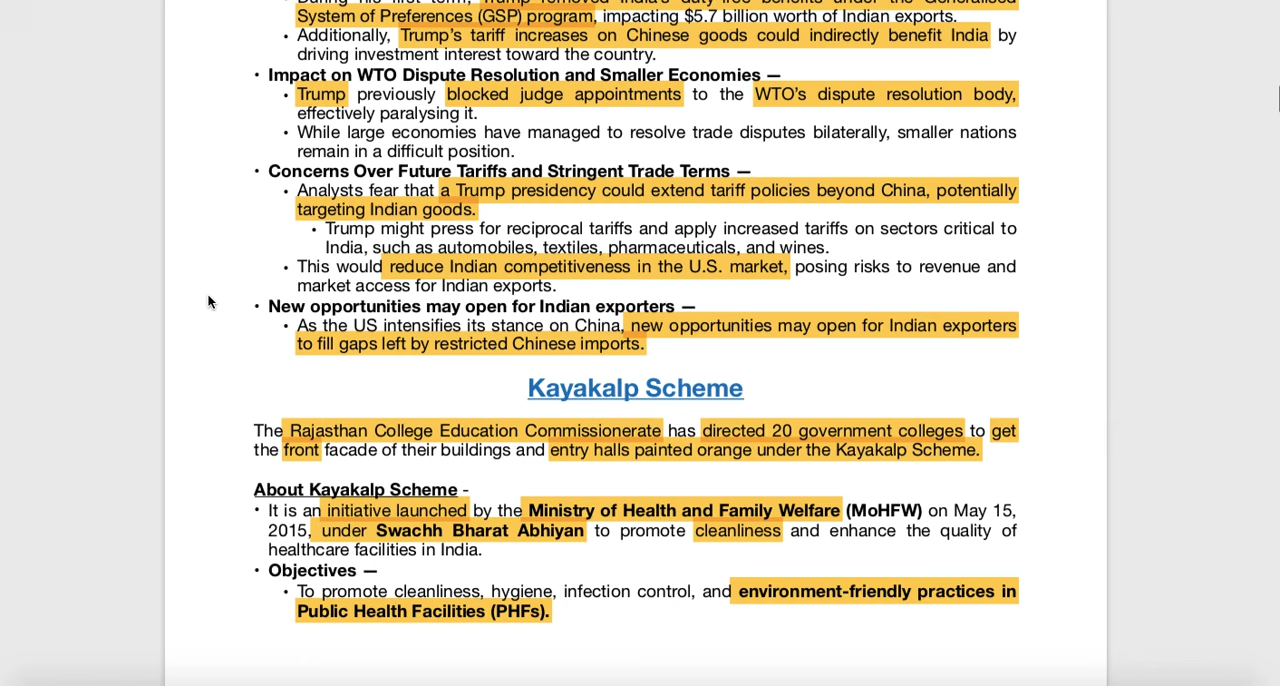 System of Preferences (GSP) program, impacting $5.7 billion worth of Indian exports.
• Additionally, Trump's tariff increases on Chinese goods could indirectly benefit India by
driving investment interest toward the country.
• Impact on WTO Dispute Resolution and Smaller Economies —
• Trump previously blocked judge appointments to the WTO's dispute resolution body,
effectively paralysing it.
• While large economies have managed to resolve trade disputes bilaterally, smaller nations
remain in a difficult position.
• Concerns Over Future Tariffs and Stringent Trade Terms —
• Analysts fear that a Trump presidency could extend tariff policies beyond China, potentially
targeting Indian goods.
• Trump might press for reciprocal tariffs and apply increased tariffs on sectors critical to
India, such as automobiles, textiles, pharmaceuticals, and wines.
• This would reduce Indian competitiveness in the U.S. market, posing risks to revenue and
market access for Indian exports.
• New opportunities may open for Indian exporters —
• As the US intensifies its stance on China, new opportunities may open for Indian exporters
to fill gaps left by restricted Chinese imports.
Kayakalp Scheme
The Rajasthan College Education Commissionerate has directed 20 government colleges to get
the front facade of their buildings and entry halls painted orange under the Kayakalp Scheme.
About Kayakalp Scheme -
• It is an initiative launched by the Ministry of Health and Family Welfare (MoHFW) on May 15,
2015, under Swachh Bharat Abhiyan to promote cleanliness and enhance the quality of
healthcare facilities in India.
• Objectives —
• To promote cleanliness, hygiene, infection control, and environment-friendly practices in
Public Health Facilities (PHFs).